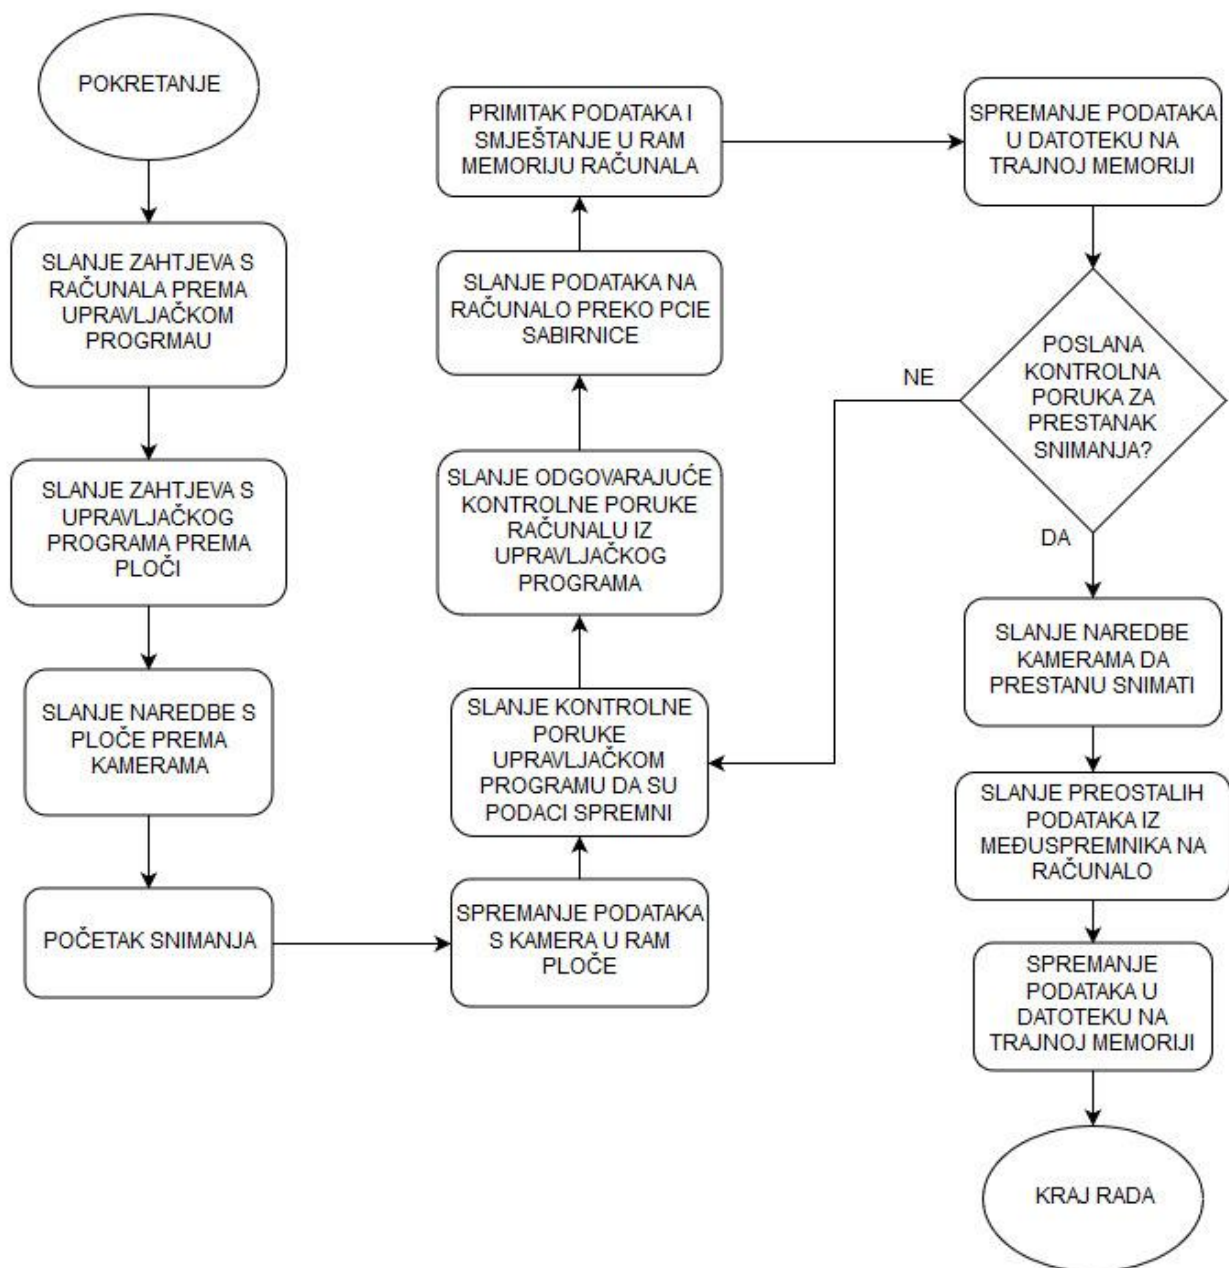 POKRETANJE
SLANJE ZAHTJEVA S
RAČUNALA PREMA
UPRAVLJAČKOM
PROGRMAU
SLANJE ZAHTJEVA S
UPRAVLJAČKOG
PROGRAMA PREMA
PLOČI
SLANJE NAREDBE S
PLOČE PREMA
KAMERAMA
POČETAK SNIMANJA
SPREMANJE PODATAKA
S KAMERA U RAM
PLOČE
SLANJE KONTROLNE
PORUKE
UPRAVLJAČKOM
PROGRAMU DA SU
PODACI SPREMNI
SLANJE ODGOVARAJUĆE
KONTROLNE PORUKE
RAČUNALU IZ
UPRAVLJAČKOG
PROGRAMA
SLANJE PODATAKA NA
RAČUNALO PREKO PCIE
SABIRNICE
PRIMITAK PODATAKA I
SMJEŠTANJE U RAM
MEMORIJU RAČUNALA
SPREMANJE PODATAKA
U DATOTEKU NA
TRAJNOJ MEMORIJI
POSLANA
KONTROLNA
PORUKA ZA
PRESTANAK
SNIMANJA?
NE
DA
SLANJE NAREDBE
KAMERAMA DA
PRESTANU SNIMATI
SLANJE PREOSTALIH
PODATAKA IZ
MEĐUSPREMNIKA NA
RAČUNALO
SPREMANJE
PODATAKA U
DATOTEKU NA
TRAJNOJ MEMORIJI
KRAJ RADA